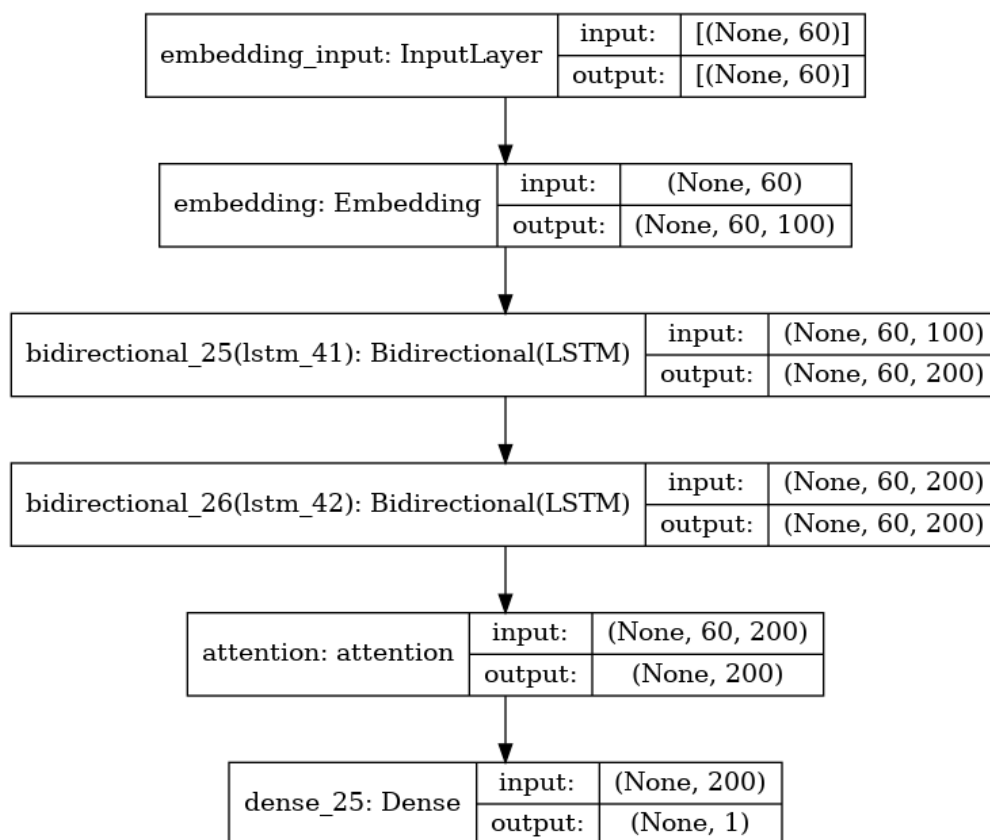 embedding_input: InputLayer
input: [(None, 60)]
output: [(None, 60)]
embedding: Embedding
input: (None, 60)
output: (None, 60, 100)
bidirectional_25(lstm_41): Bidirectional(LSTM)
input: (None, 60, 100)
output: (None, 60, 200)
bidirectional_26(lstm_42): Bidirectional(LSTM)
input: (None, 60, 200)
output: (None, 60, 200)
attention: attention
input: (None, 60, 200)
output: (None, 200)
dense_25: Dense
input: (None, 200)
output: (None, 1)